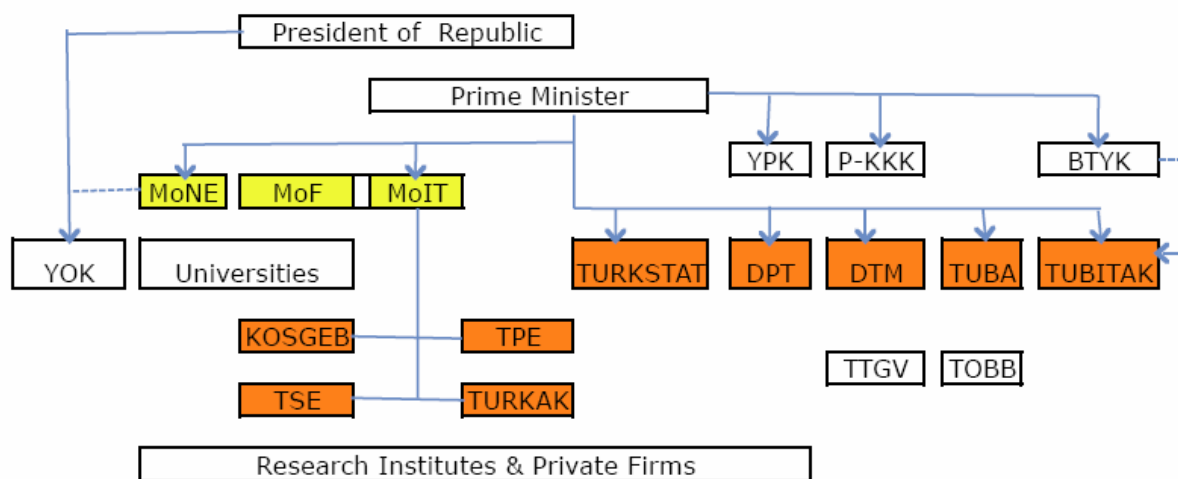 President of Republic
Prime Minister
YPK
P-KKK
BTYK
MoNE
MoF
MoIT
YOK
Universities
TURKSTAT
DPT
DTM
TUBA
TUBITAK
KOSGEB
TPE
TTGV
TOBB
TSE
TURKAK
Research Institutes & Private Firms